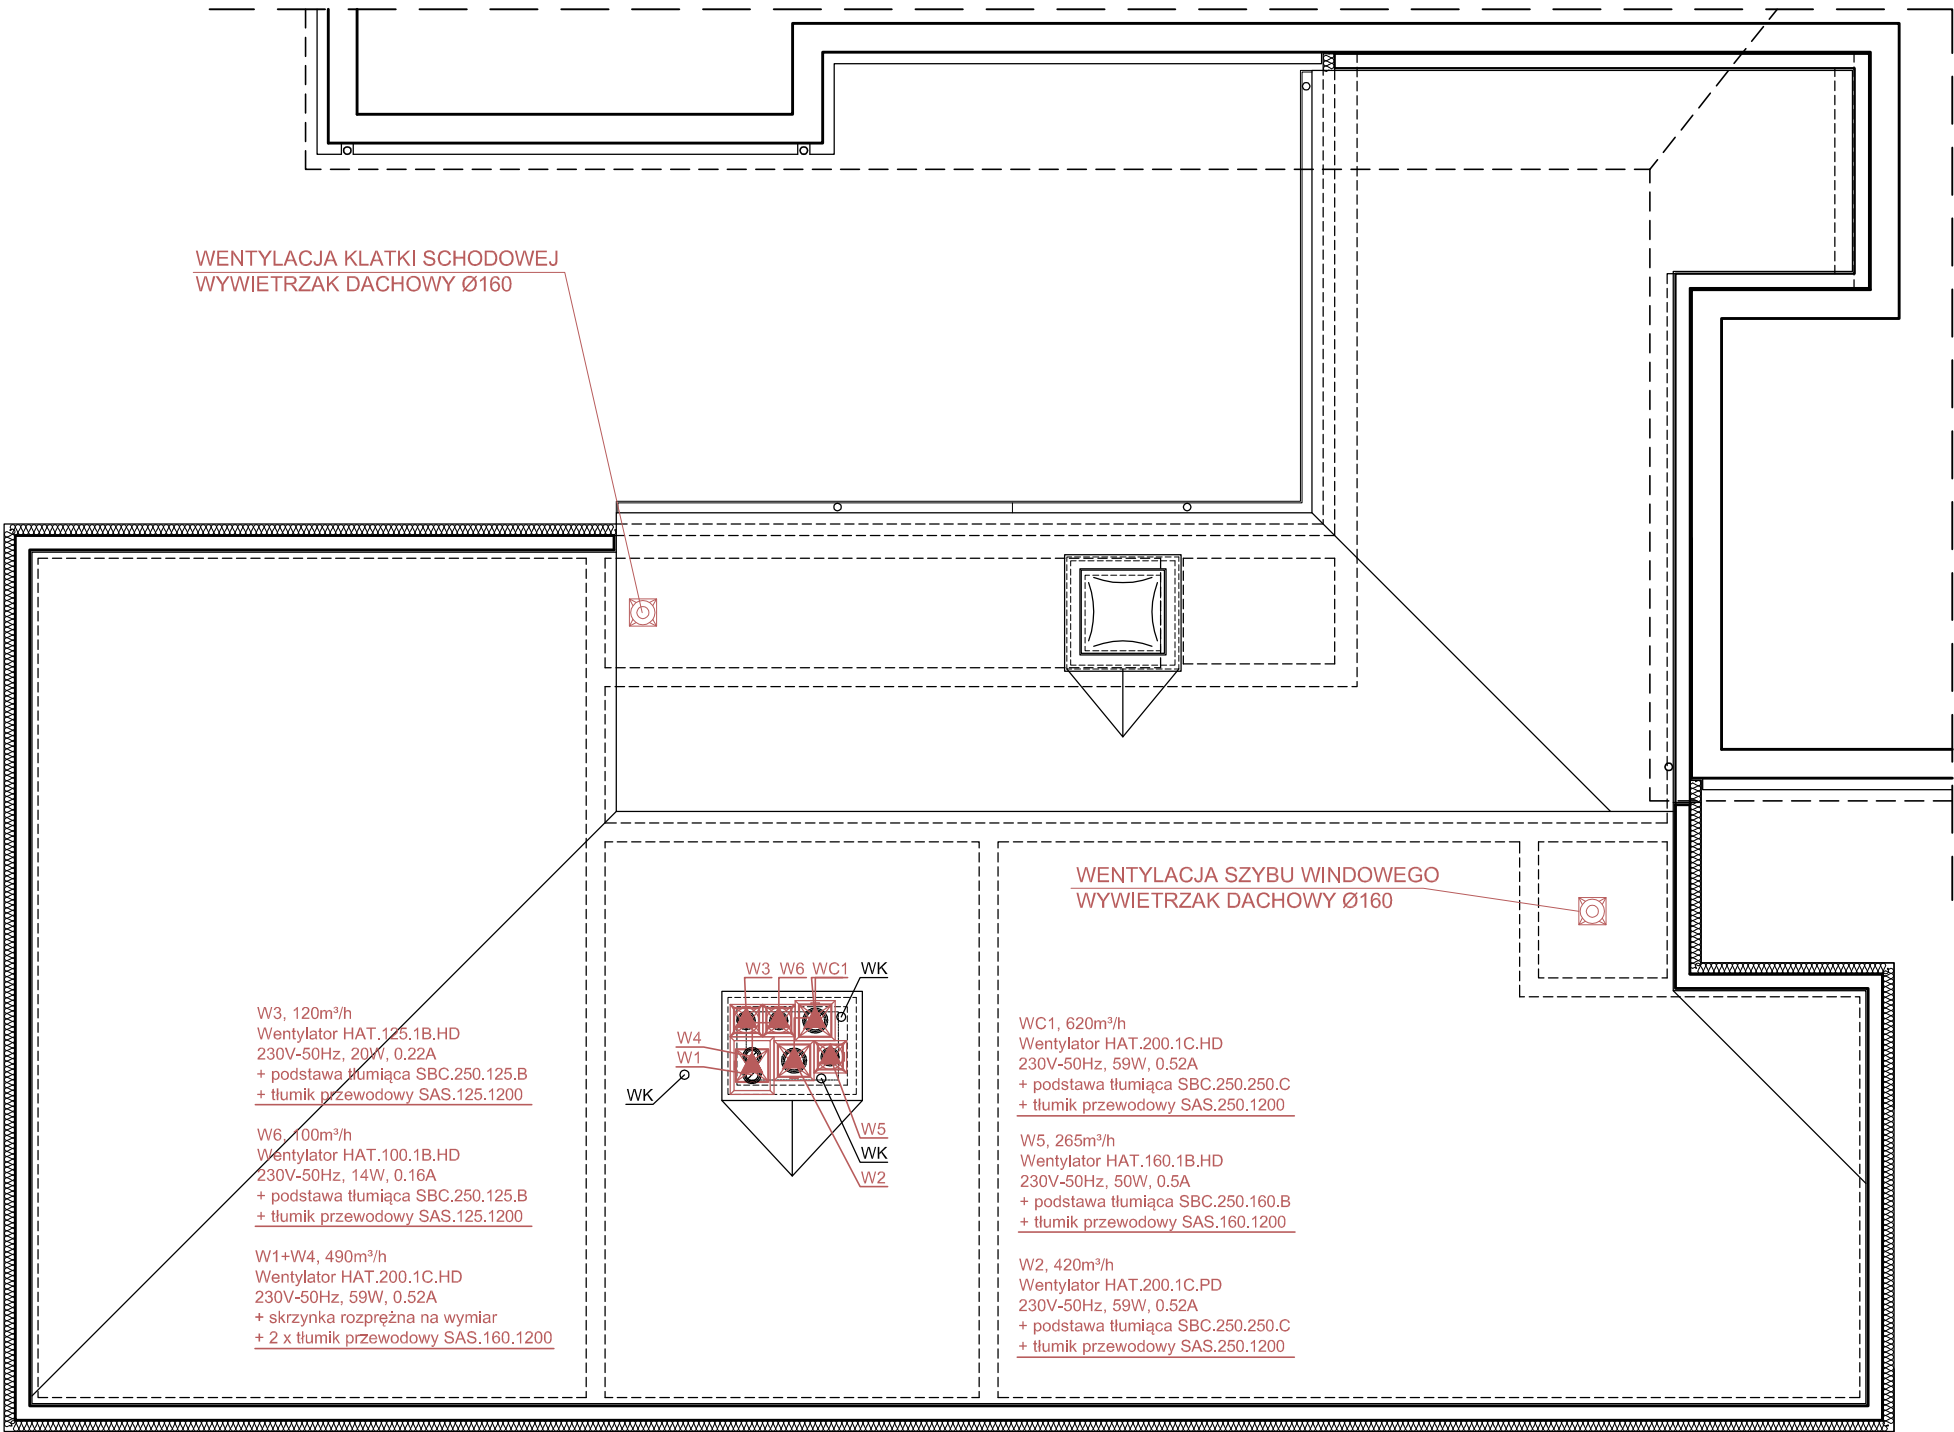 WENTYLACJA KLATKI SCHODOWEJ
WYWIETRZAK DACHOWY Ø160
WENTYLACJA SZYBU WINDOWEGO
WYWIETRZAK DACHOWY Ø160
W3
W6
WC1
WK
W4
W1
WK
W5
WK
W2
W3, 120m³/h
Wentylator HAT.125.1B.HD
230V-50Hz, 20W, 0.22A
+ podstawa tłumiąca SBC.250.125.B
+ tłumik przewodowy SAS.125.1200
W6, 100m³/h
Wentylator HAT.100.1B.HD
230V-50Hz, 14W, 0.16A
+ podstawa tłumiąca SBC.250.125.B
+ tłumik przewodowy SAS.125.1200
W1+W4, 490m³/h
Wentylator HAT.200.1C.HD
230V-50Hz, 59W, 0.52A
+ skrzynka rozprężna na wymiar
+ 2 x tłumik przewodowy SAS.160.1200
WC1, 620m³/h
Wentylator HAT.200.1C.HD
230V-50Hz, 59W, 0.52A
+ podstawa tłumiąca SBC.250.250.C
+ tłumik przewodowy SAS.250.1200
W5, 265m³/h
Wentylator HAT.160.1B.HD
230V-50Hz, 50W, 0.5A
+ podstawa tłumiąca SBC.250.160.B
+ tłumik przewodowy SAS.160.1200
W2, 420m³/h
Wentylator HAT.200.1C.PD
230V-50Hz, 59W, 0.52A
+ podstawa tłumiąca SBC.250.250.C
+ tłumik przewodowy SAS.250.1200